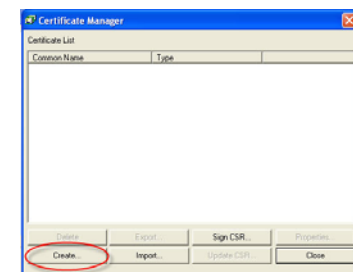 Certificate Manager
Certificate List
Common Name Type
Delete Export... Sign CSR... Properties...
Create... Import... Update CSR... Close